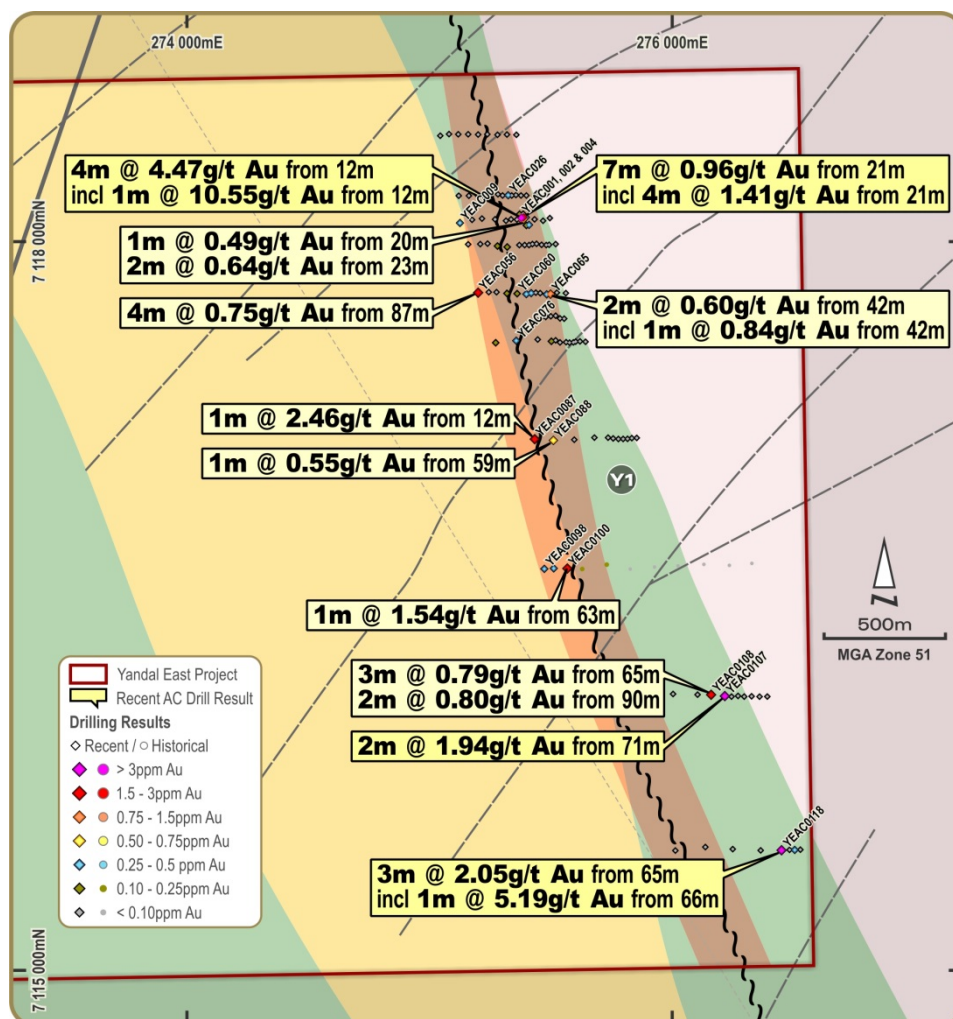 274 000mE
276 000mE
7 118 000mN
7 115 000mN
4m @ 4.47g/t Au from 12m
incl 1m @ 10.55g/t Au from 12m
7m @ 0.96g/t Au from 21m
incl 4m @ 1.41g/t Au from 21m
YEAC009
YEAC026
YEAC001, 002 & 004
1m @ 0.49g/t Au from 20m
2m @ 0.64g/t Au from 23m
YEAC056
YEAC060
YEAC065
4m @ 0.75g/t Au from 87m
2m @ 0.60g/t Au from 42m
incl 1m @ 0.84g/t Au from 42m
YEAC076
1m @ 2.46g/t Au from 12m
YEAC0087
YEAC088
1m @ 0.55g/t Au from 59m
Y1
YEAC0098
YEAC0100
1m @ 1.54g/t Au from 63m
N
500m
MGA Zone 51
3m @ 0.79g/t Au from 65m
2m @ 0.80g/t Au from 90m
YEAC0108
YEAC0107
2m @ 1.94g/t Au from 71m
YEAC0118
3m @ 2.05g/t Au from 65m
incl 1m @ 5.19g/t Au from 66m
Yandal East Project
Recent AC Drill Result
Drilling Results
Recent / Historical
> 3ppm Au
1.5 - 3ppm Au
0.75 - 1.5ppm Au
0.50 - 0.75ppm Au
0.25 - 0.5 ppm Au
0.10 - 0.25ppm Au
< 0.10ppm Au